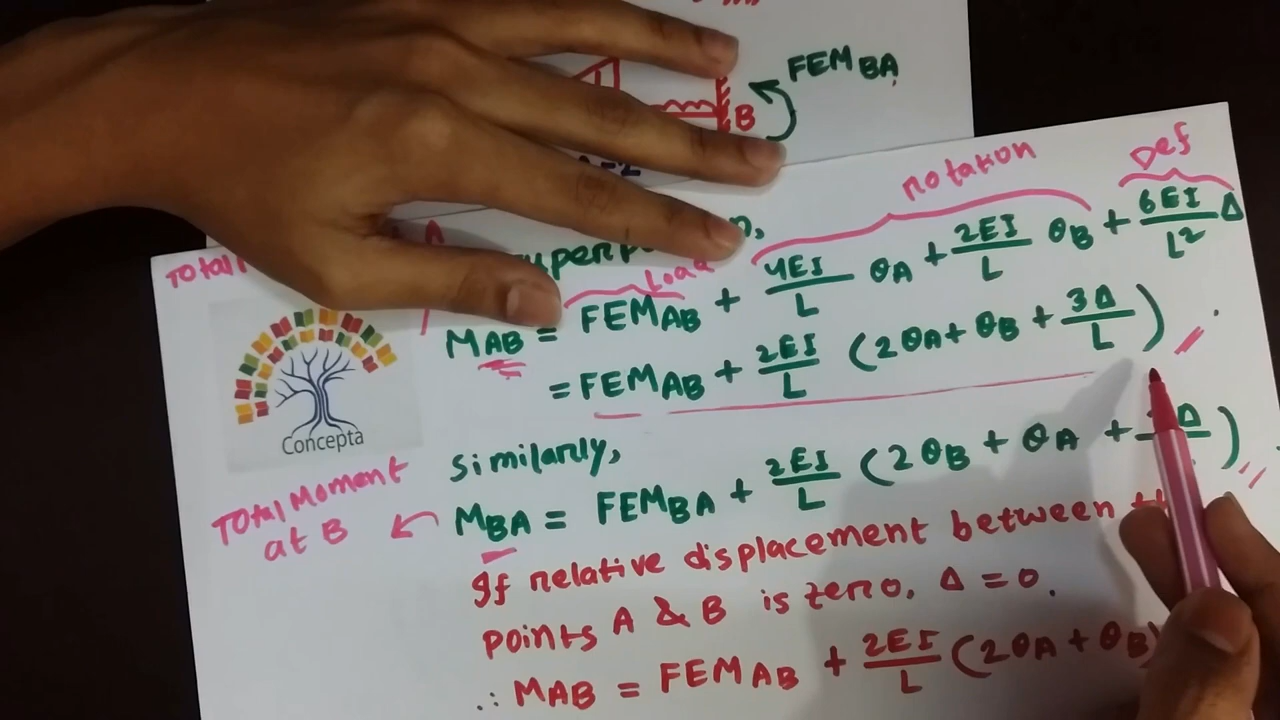 FEM BA
B
notation
Def
Load
MAB = FEMAB + 4EI/L θA + 2EI/L θB + 6EI/L² Δ
= FEMAB + 2EI/L (2θA + θB + 3Δ/L)
Concepta
Similarly,
Total Moment
at B
MBA = FEMBA + 2EI/L (2θB + θA + Δ)
If relative displacement between
points A & B is zero, Δ = 0.
∴ MAB = FEMAB + 2EI/L (2θA + θB)